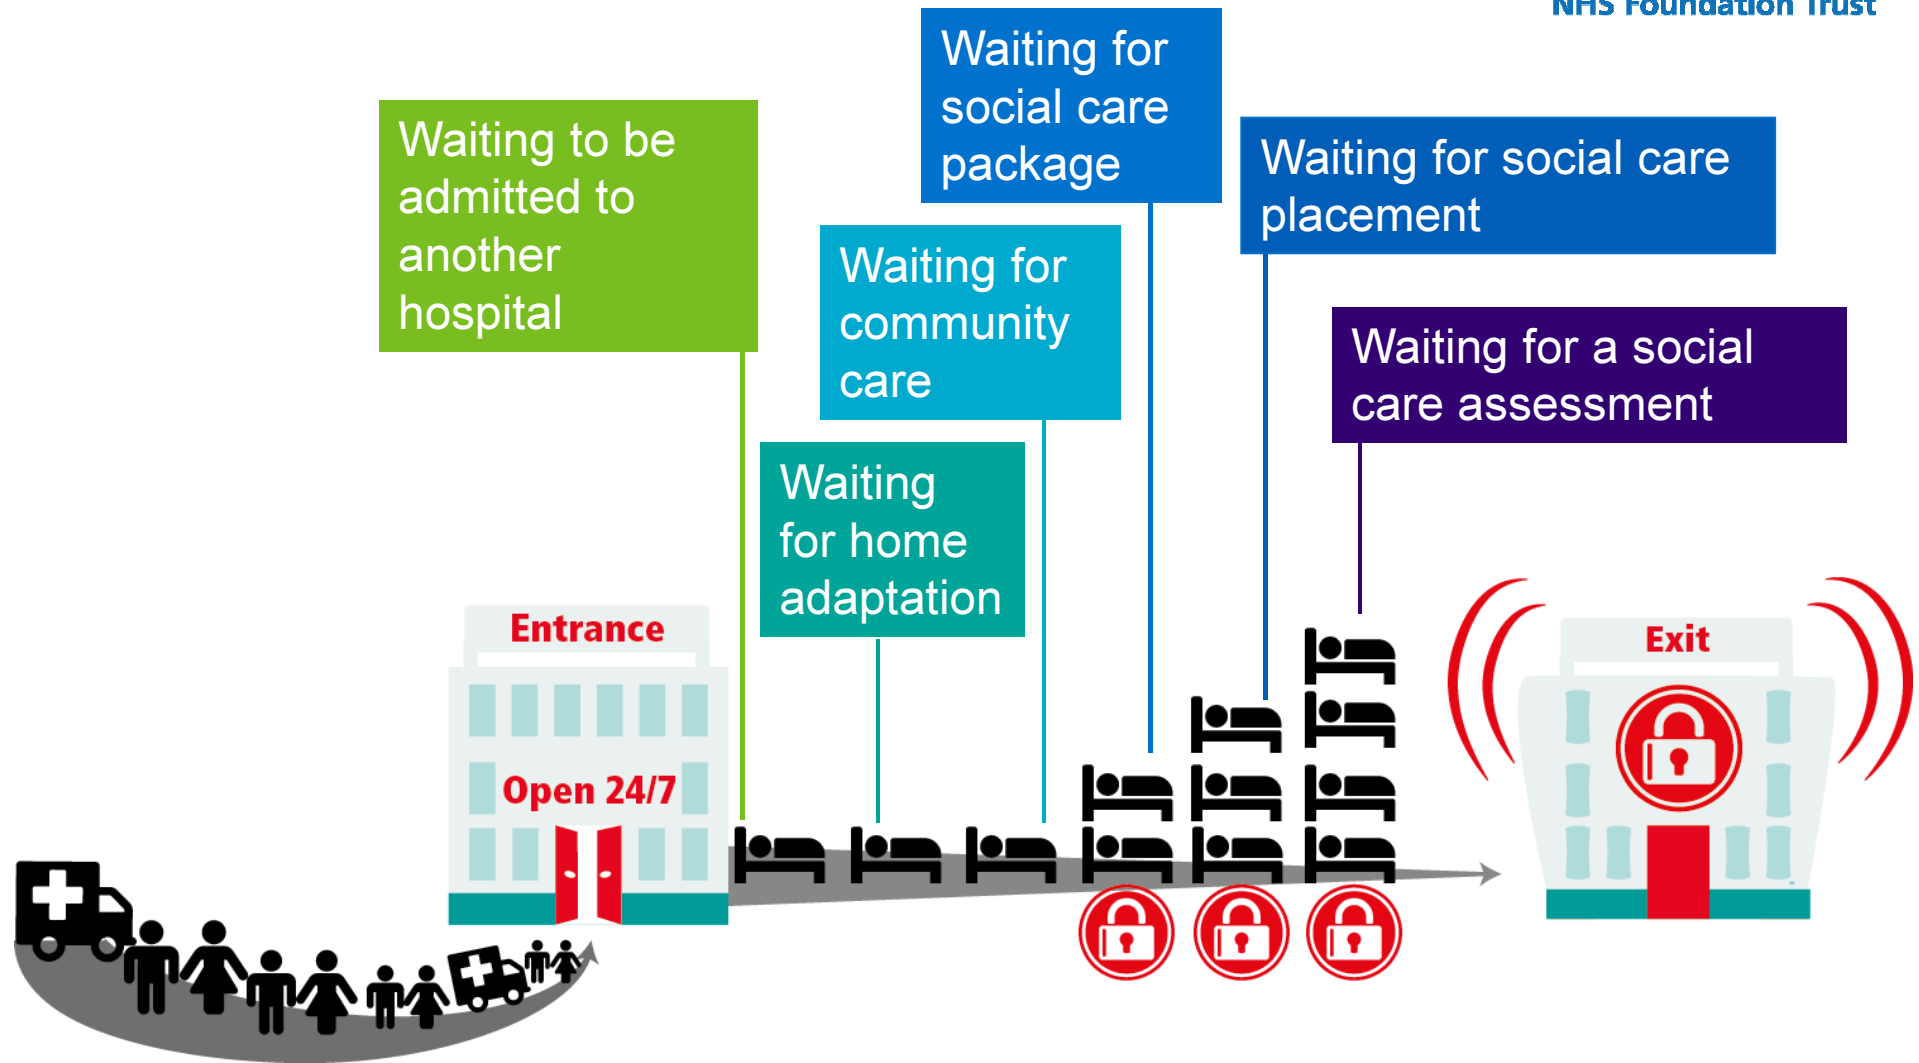 NHS Foundation Trust
Waiting for
social care
package
Waiting to be
admitted to
another
hospital
Waiting for social care
placement
Waiting for
community
care
Waiting for a social
care assessment
Waiting
for home
adaptation
Entrance
Open 24/7
Exit